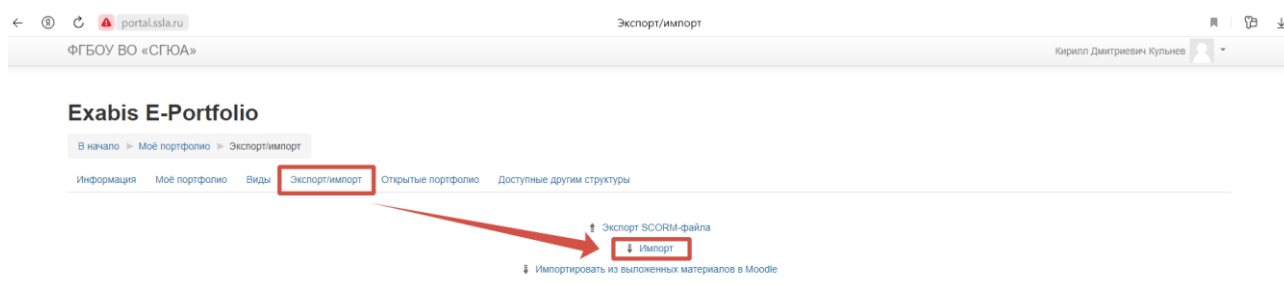 portal.ssla.ru Экспорт/импорт
ФГБОУ ВО «СГЮА» Кирилл Дмитриевич Кульнев
Exabis E-Portfolio
В начало Моё портфолио Экспорт/импорт
Информация Моё портфолио Виды Экспорт/импорт Открытые портфолио Доступные другим структуры
Экспорт SCORM-файла
Импорт
Импортировать из выложенных материалов в Moodle